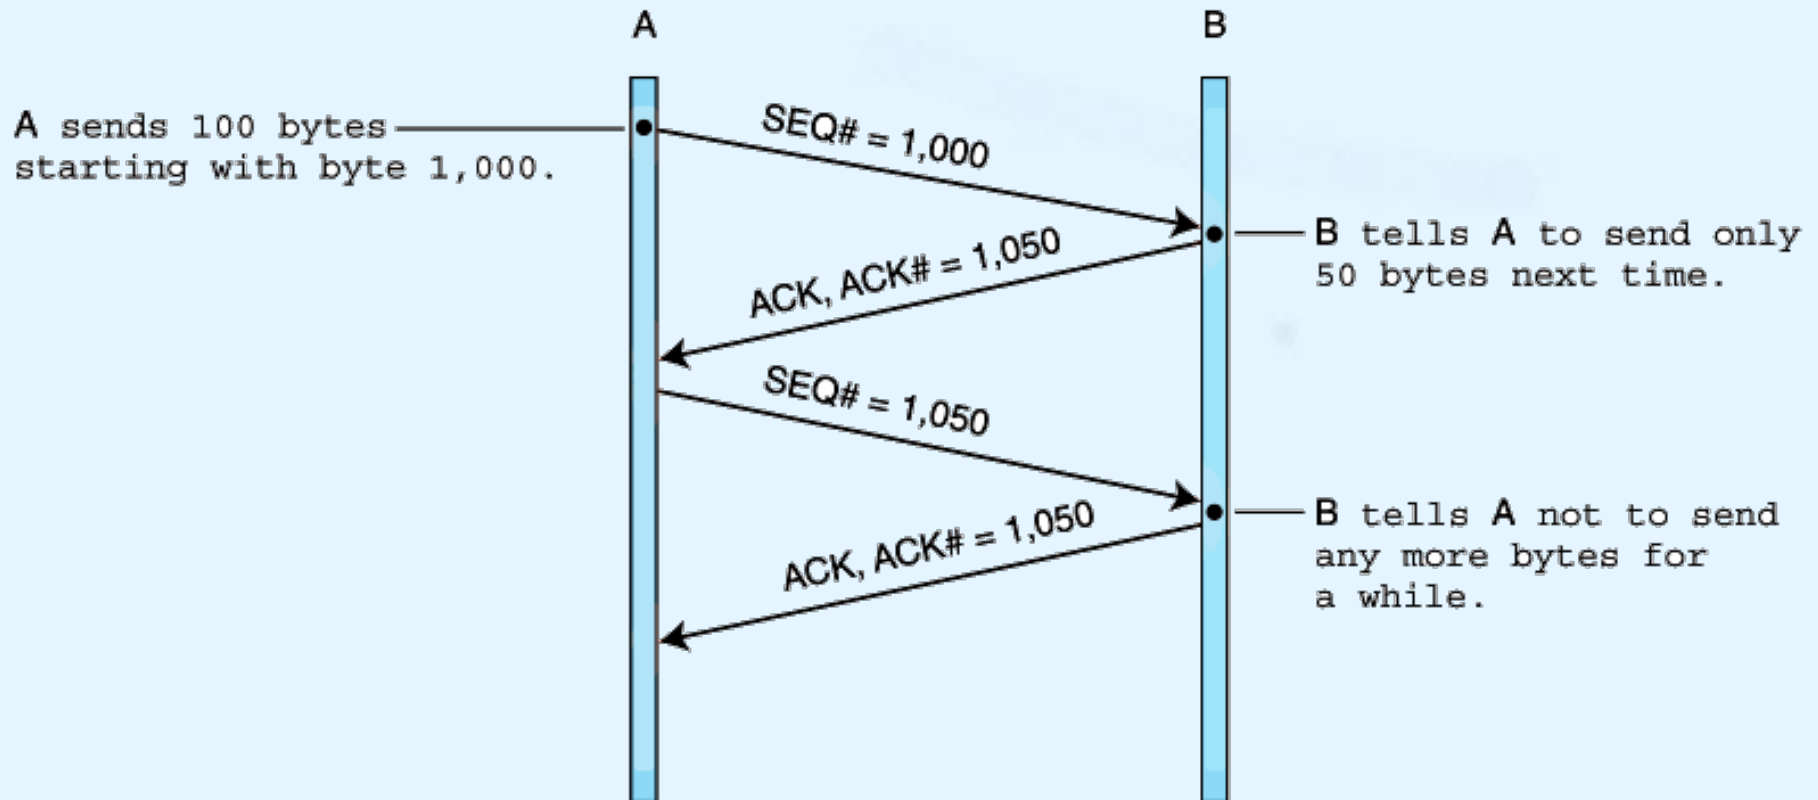 A
B
A sends 100 bytes
starting with byte 1,000.
SEQ# = 1,000
B tells A to send only
50 bytes next time.
ACK, ACK# = 1,050
SEQ# = 1,050
B tells A not to send
any more bytes for
a while.
ACK, ACK# = 1,050